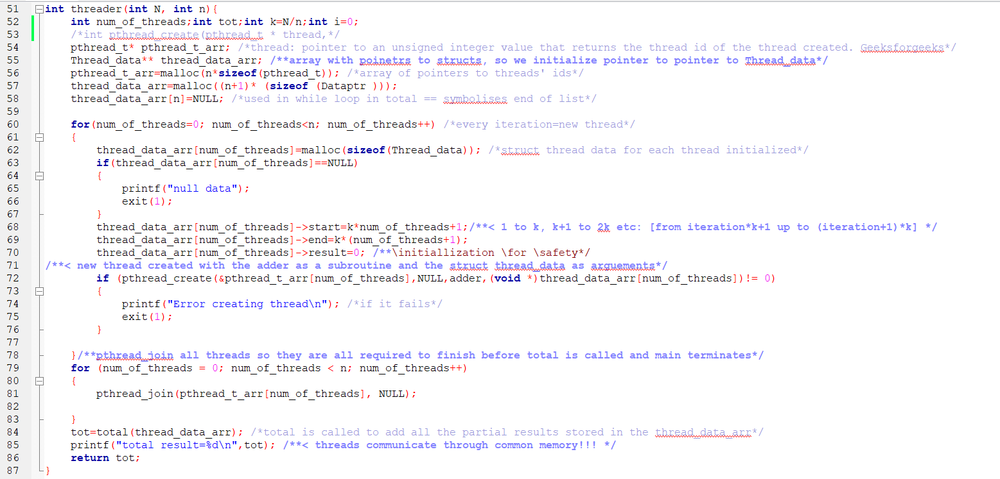 51 int threader(int N, int n){
52 int num_of_threads;int tot;int k=N/n;int i=0;
53 /*int pthread_create(pthread_t * thread,*/
54 pthread_t* pthread_t_arr; /*thread: pointer to an unsigned integer value that returns the thread id of the thread created. Geeksforgeeks*/
55 Thread_data** thread_data_arr; /**array with poinetrs to structs, so we initialize pointer to pointer to Thread_data*/
56 pthread_t_arr=malloc(n*sizeof(pthread_t)); /*array of pointers to threads' ids*/
57 thread_data_arr=malloc((n+1)* (sizeof (Dataptr )));
58 thread_data_arr[n]=NULL; /*used in while loop in total == symbolises end of list*/
59
60 for(num_of_threads=0; num_of_threads<n; num_of_threads++) /*every iteration=new thread*/
61 {
62 thread_data_arr[num_of_threads]=malloc(sizeof(Thread_data)); /*struct thread data for each thread initialized*/
63 if(thread_data_arr[num_of_threads]==NULL)
64 {
65 printf("null data");
66 exit(1);
67 }
68 thread_data_arr[num_of_threads]->start=k*num_of_threads+1;/**< 1 to k, k+1 to 2k etc: [from iteration*k+1 up to (iteration+1)*k] */
69 thread_data_arr[num_of_threads]->end=k*(num_of_threads+1);
70 thread_data_arr[num_of_threads]->result=0; /**\initiallization \for \safety*/
71 /**< new thread created with the adder as a subroutine and the struct thread_data as arguements*/
72 if (pthread_create(&pthread_t_arr[num_of_threads],NULL,adder,(void *)thread_data_arr[num_of_threads])!= 0)
73 {
74 printf("Error creating thread\n"); /*if it fails*/
75 exit(1);
76 }
77
78 }/**pthread_join all threads so they are all required to finish before total is called and main terminates*/
79 for (num_of_threads = 0; num_of_threads < n; num_of_threads++)
80 {
81 pthread_join(pthread_t_arr[num_of_threads], NULL);
82
83 }
84 tot=total(thread_data_arr); /*total is called to add all the partial results stored in the thread_data_arr*/
85 printf("total result=%d\n",tot); /**< threads communicate through common memory!!! */
86 return tot;
87 }